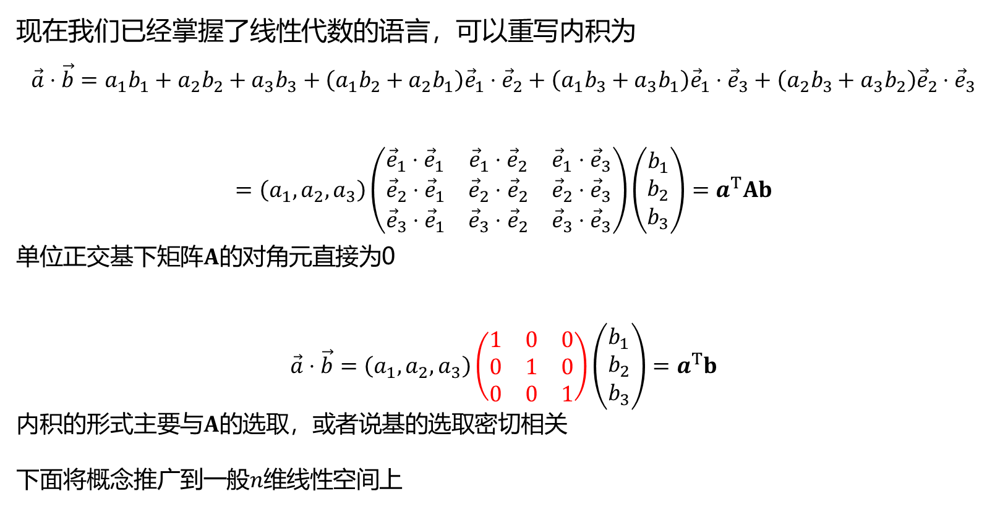 现在我们已经掌握了线性代数的语言，可以重写内积为
$\vec{a} \cdot \vec{b} = a_1b_1 + a_2b_2 + a_3b_3 + (a_1b_2 + a_2b_1)\vec{e}_1 \cdot \vec{e}_2 + (a_1b_3 + a_3b_1)\vec{e}_1 \cdot \vec{e}_3 + (a_2b_3 + a_3b_2)\vec{e}_2 \cdot \vec{e}_3$
$= (a_1, a_2, a_3) \begin{pmatrix} \vec{e}_1 \cdot \vec{e}_1 & \vec{e}_1 \cdot \vec{e}_2 & \vec{e}_1 \cdot \vec{e}_3 \\ \vec{e}_2 \cdot \vec{e}_1 & \vec{e}_2 \cdot \vec{e}_2 & \vec{e}_2 \cdot \vec{e}_3 \\ \vec{e}_3 \cdot \vec{e}_1 & \vec{e}_3 \cdot \vec{e}_2 & \vec{e}_3 \cdot \vec{e}_3 \end{pmatrix} \begin{pmatrix} b_1 \\ b_2 \\ b_3 \end{pmatrix} = \boldsymbol{a}^{\mathrm{T}}\mathbf{A}\mathbf{b}$
单位正交基下矩阵A的对角元直接为0
$\vec{a} \cdot \vec{b} = (a_1, a_2, a_3) \begin{pmatrix} 1 & 0 & 0 \\ 0 & 1 & 0 \\ 0 & 0 & 1 \end{pmatrix} \begin{pmatrix} b_1 \\ b_2 \\ b_3 \end{pmatrix} = \boldsymbol{a}^{\mathrm{T}}\mathbf{b}$
内积的形式主要与A的选取，或者说基的选取密切相关
下面将概念推广到一般n维线性空间上